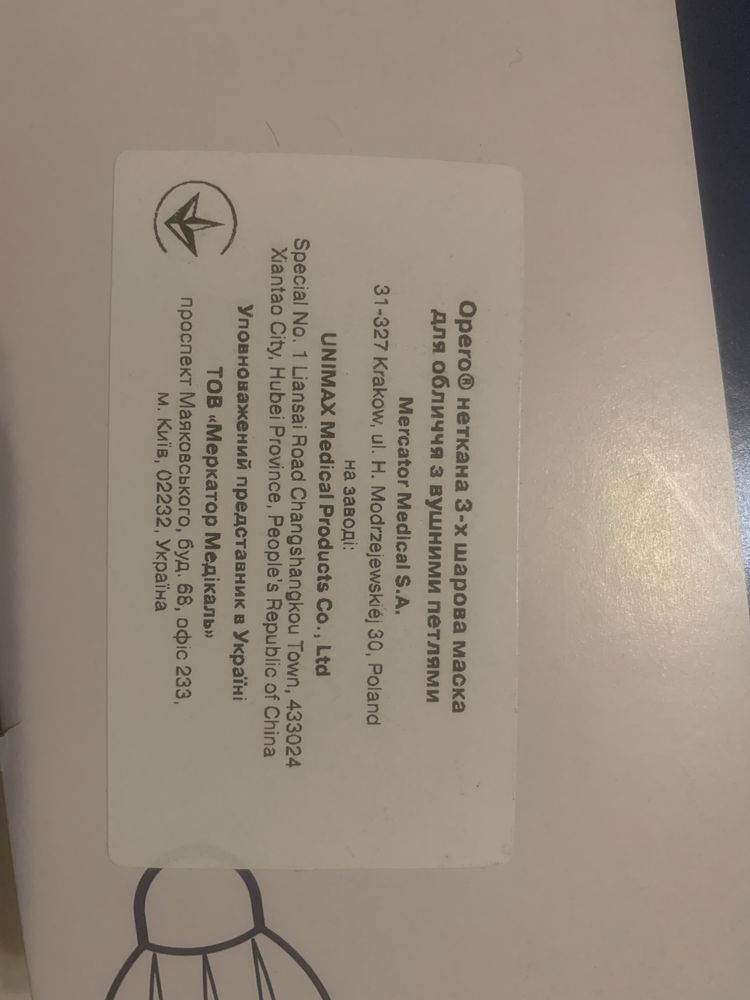 Opero® неткана 3-х шарова маска
для обличчя з вушними петлями
Mercator Medical S.A.
31-327 Krakow, ul. H. Modrzejewskiej 30, Poland
на заводі:
UNIMAX Medical Products Co., Ltd
Special No. 1 Liansai Road Changshangkou Town, 433024
Xiantao City, Hubei Province, People's Republic of China
Уповноважений представник в Україні
ТОВ «Меркатор Медікаль»
проспект Маяковського, буд. 68, офіс 233,
м. Київ, 02232, Україна